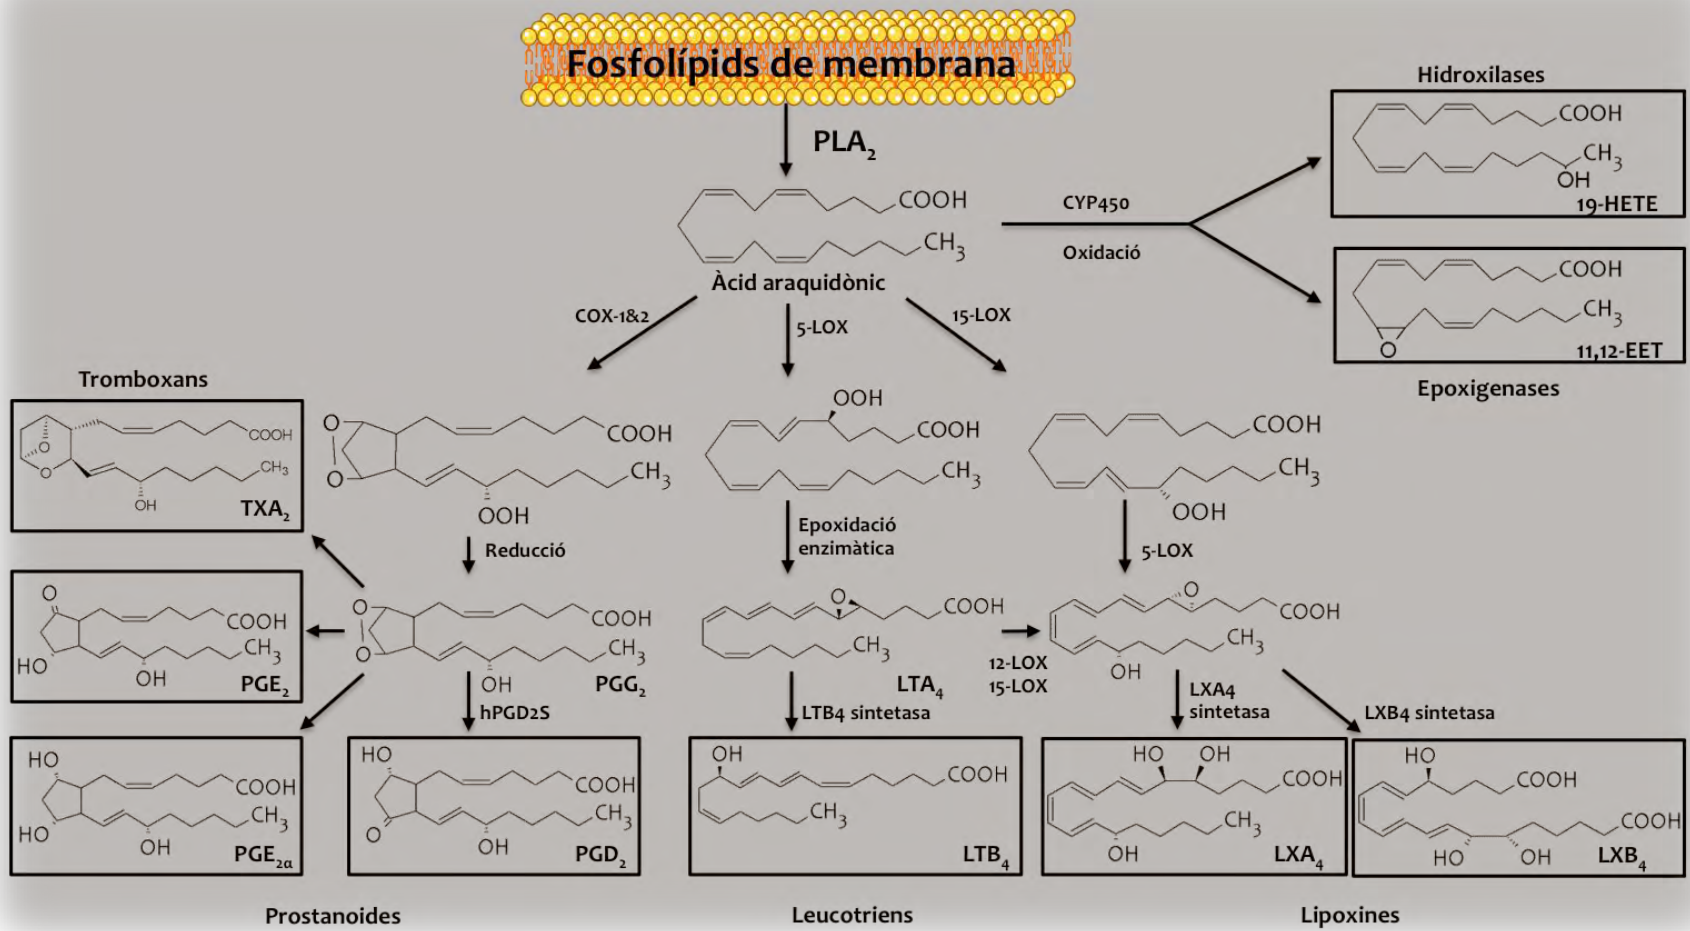 Fosfolípids de membrana
PLA₂
COOH
CH₃
Àcid araquidònic
CYP450
Oxidació
Hidroxilases
COOH
CH₃
OH
19-HETE
COOH
CH₃
O
11,12-EET
Epoxigenases
COX-1&2
5-LOX
15-LOX
Tromboxans
O
O
COOH
CH₃
OH
TXA₂
O
O
COOH
CH₃
OOH
Reducció
OOH
COOH
CH₃
Epoxidació
enzimàtica
COOH
CH₃
OOH
5-LOX
O
COOH
CH₃
HO
OH
PGE₂
O
O
COOH
CH₃
OH
PGG₂
hPGD2S
O
COOH
CH₃
LTA₄
LTB4 sintetasa
12-LOX
15-LOX
O
COOH
CH₃
OH
LXA4
sintetasa
LXB4 sintetasa
HO
COOH
CH₃
HO
OH
PGE₂α
HO
COOH
CH₃
O
OH
PGD₂
OH
COOH
CH₃
LTB₄
HO
OH
COOH
CH₃
OH
LXA₄
HO
COOH
COOH
HO
OH
LXB₄
Prostanoides
Leucotriens
Lipoxines